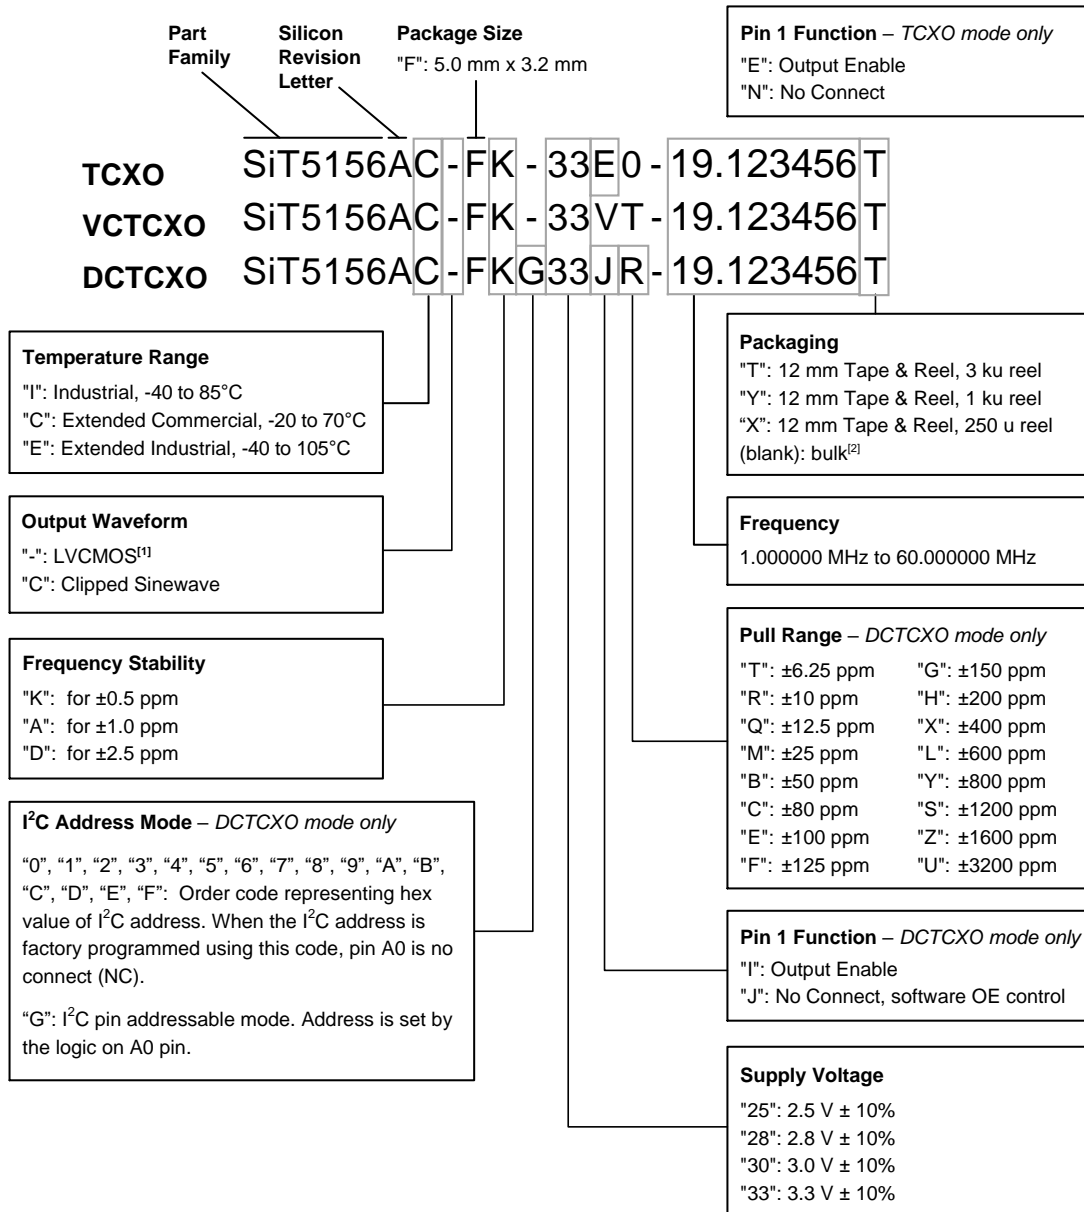 Part Family
Silicon Revision Letter
Package Size
"F": 5.0 mm x 3.2 mm
Pin 1 Function – TCXO mode only
"E": Output Enable
"N": No Connect
TCXO SiT5156AC-FK-33E0-19.123456T
VCTCXO SiT5156AC-FK-33VT-19.123456T
DCTCXO SiT5156AC-FKG33JR-19.123456T
Temperature Range
"I": Industrial, -40 to 85°C
"C": Extended Commercial, -20 to 70°C
"E": Extended Industrial, -40 to 105°C
Output Waveform
"-": LVCMOS[1]
"C": Clipped Sinewave
Frequency Stability
"K": for ±0.5 ppm
"A": for ±1.0 ppm
"D": for ±2.5 ppm
I2C Address Mode – DCTCXO mode only
“0”, “1”, “2”, “3”, “4”, “5”, “6”, “7”, “8”, “9”, “A”, “B”,
“C”, “D”, “E”, “F”: Order code representing hex
value of I2C address. When the I2C address is
factory programmed using this code, pin A0 is no
connect (NC).
“G”: I2C pin addressable mode. Address is set by
the logic on A0 pin.
Packaging
"T": 12 mm Tape & Reel, 3 ku reel
"Y": 12 mm Tape & Reel, 1 ku reel
“X”: 12 mm Tape & Reel, 250 u reel
(blank): bulk[2]
Frequency
1.000000 MHz to 60.000000 MHz
Pull Range – DCTCXO mode only
"T": ±6.25 ppm "G": ±150 ppm
"R": ±10 ppm "H": ±200 ppm
"Q": ±12.5 ppm "X": ±400 ppm
"M": ±25 ppm "L": ±600 ppm
"B": ±50 ppm "Y": ±800 ppm
"C": ±80 ppm "S": ±1200 ppm
"E": ±100 ppm "Z": ±1600 ppm
"F": ±125 ppm "U": ±3200 ppm
Pin 1 Function – DCTCXO mode only
"I": Output Enable
"J": No Connect, software OE control
Supply Voltage
"25": 2.5 V ± 10%
"28": 2.8 V ± 10%
"30": 3.0 V ± 10%
"33": 3.3 V ± 10%